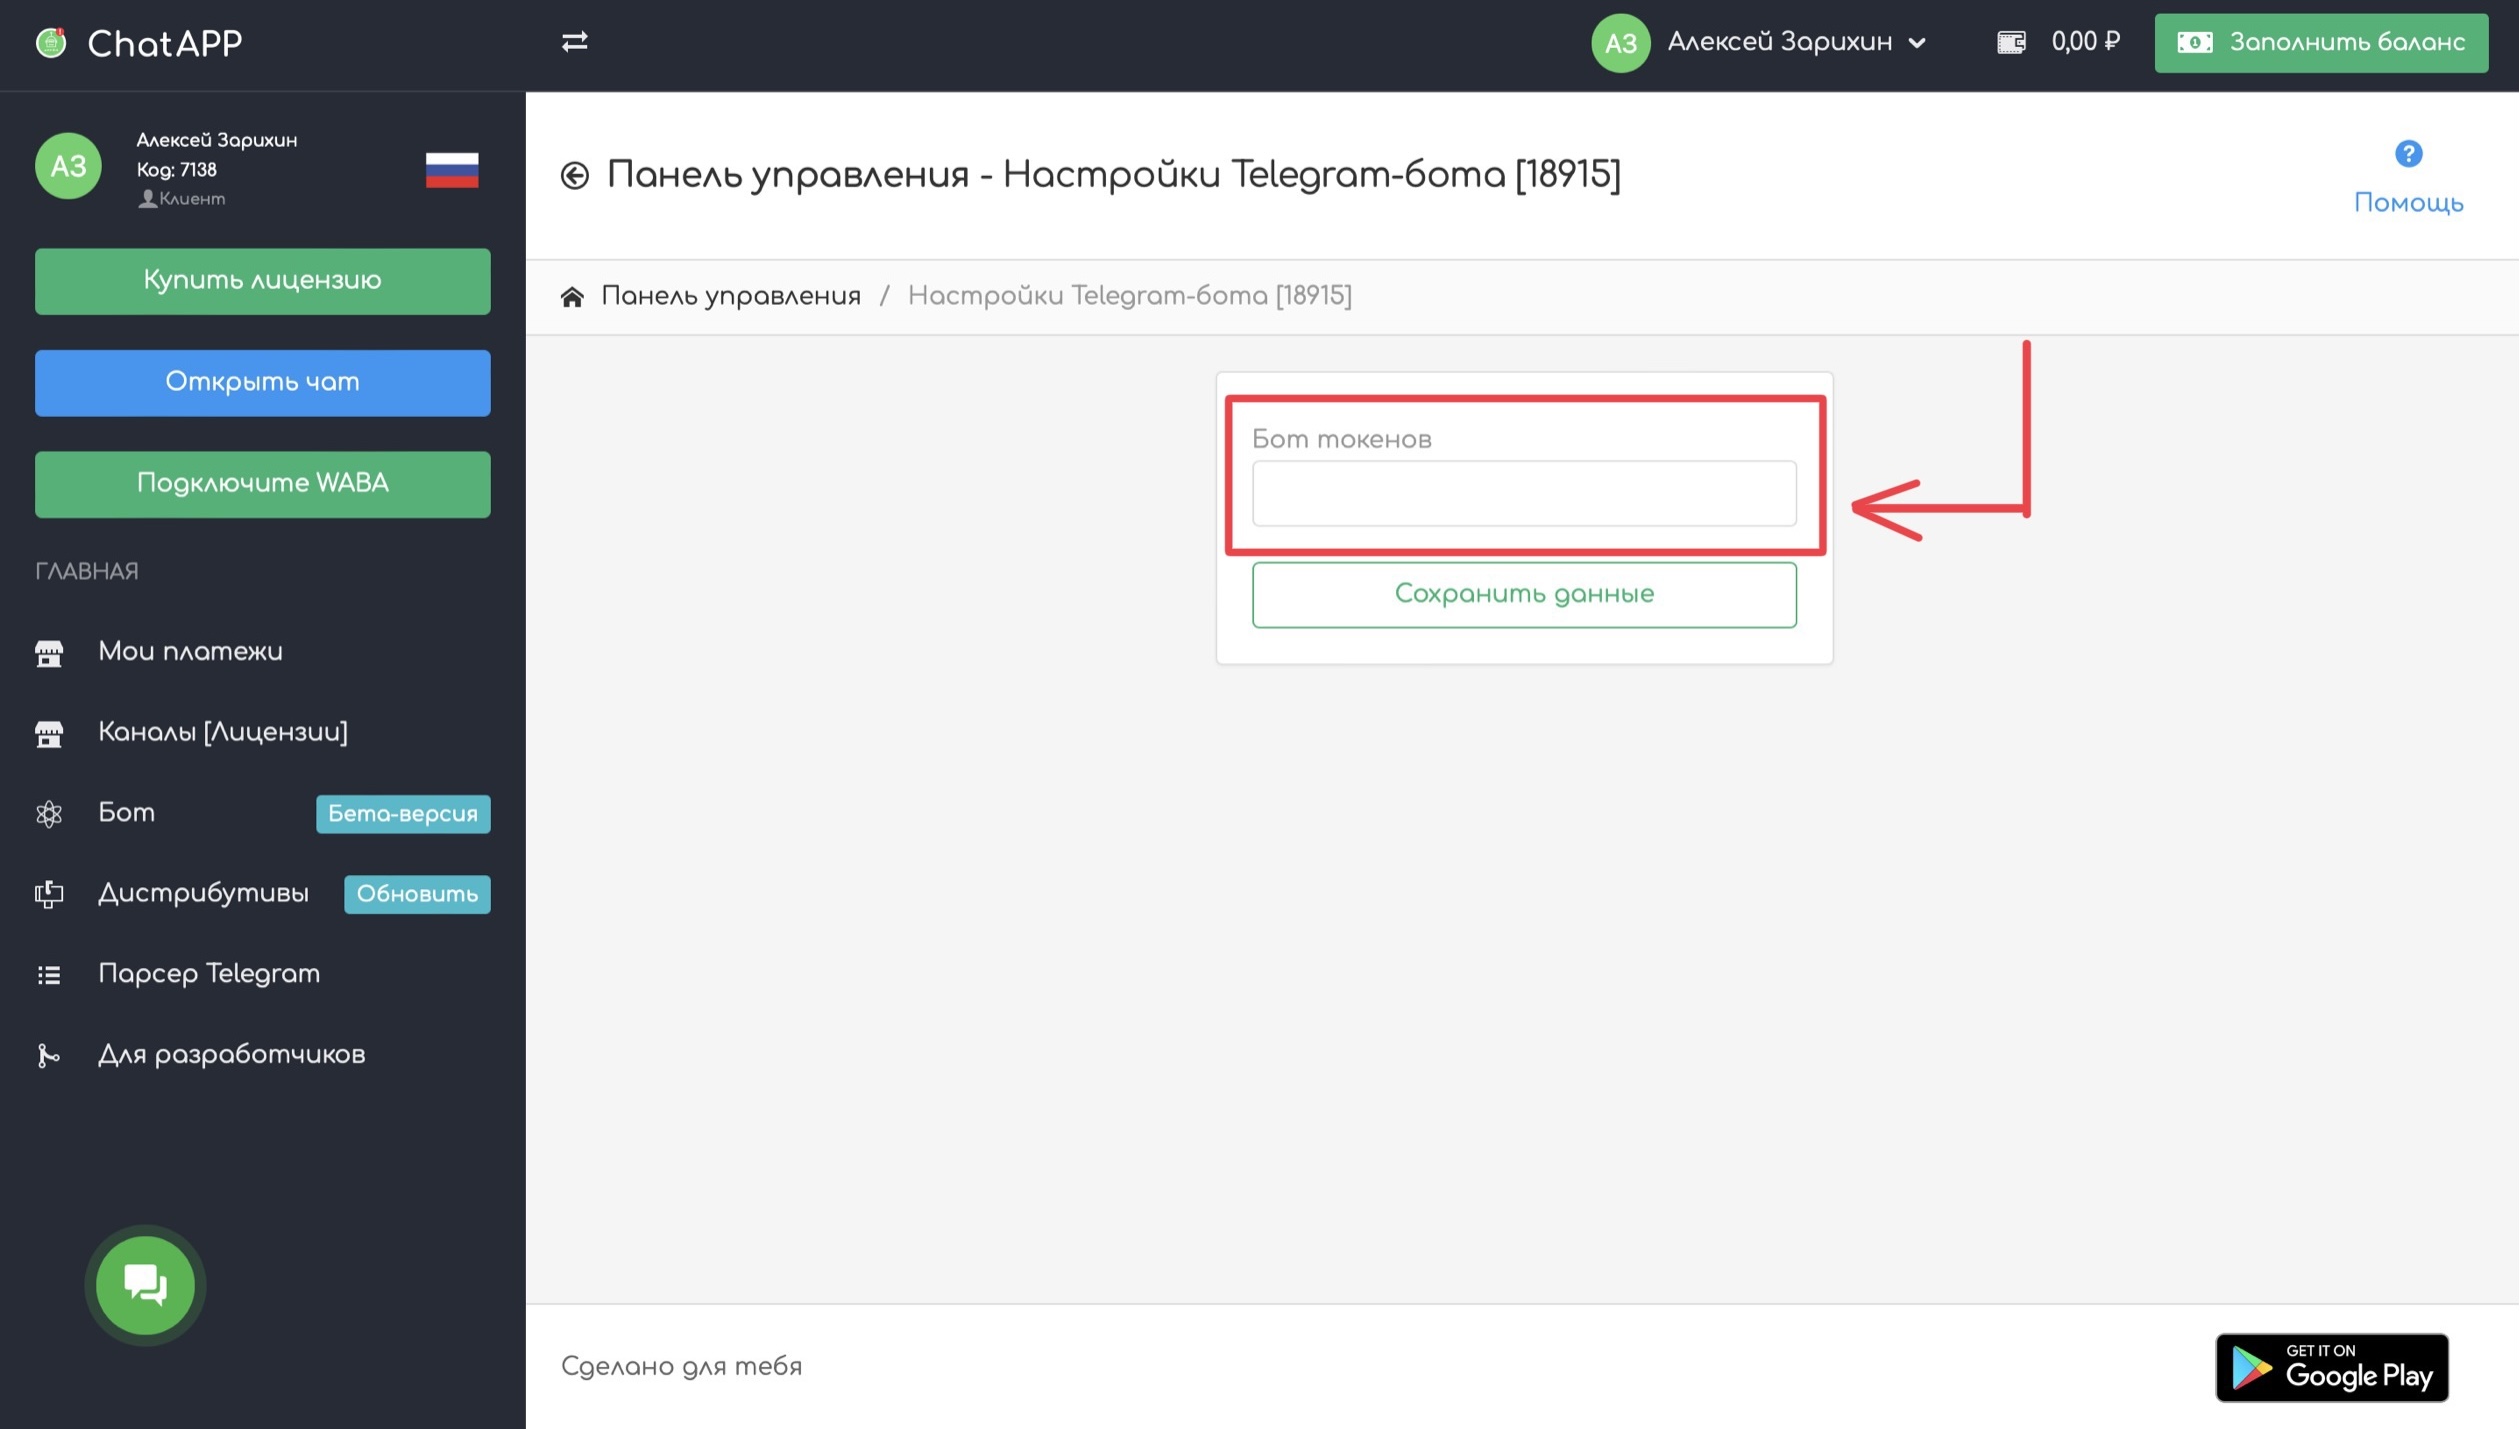 ChatAPP
АЗ Алексей Зарихин
0,00 ₽
Заполнить баланс
АЗ
Алексей Зарихин
Код: 7138
Клиент
Купить лицензию
Открыть чат
Подключите WABA
ГЛАВНАЯ
Мои платежи
Каналы [Лицензии]
Бот Бета-версия
Дистрибутивы Обновить
Парсер Telegram
Для разработчиков
Панель управления - Настройки Telegram-бота [18915]
?
Помощь
Панель управления / Настройки Telegram-бота [18915]
Бот токенов
Сохранить данные
Сделано для тебя
GET IT ON
Google Play